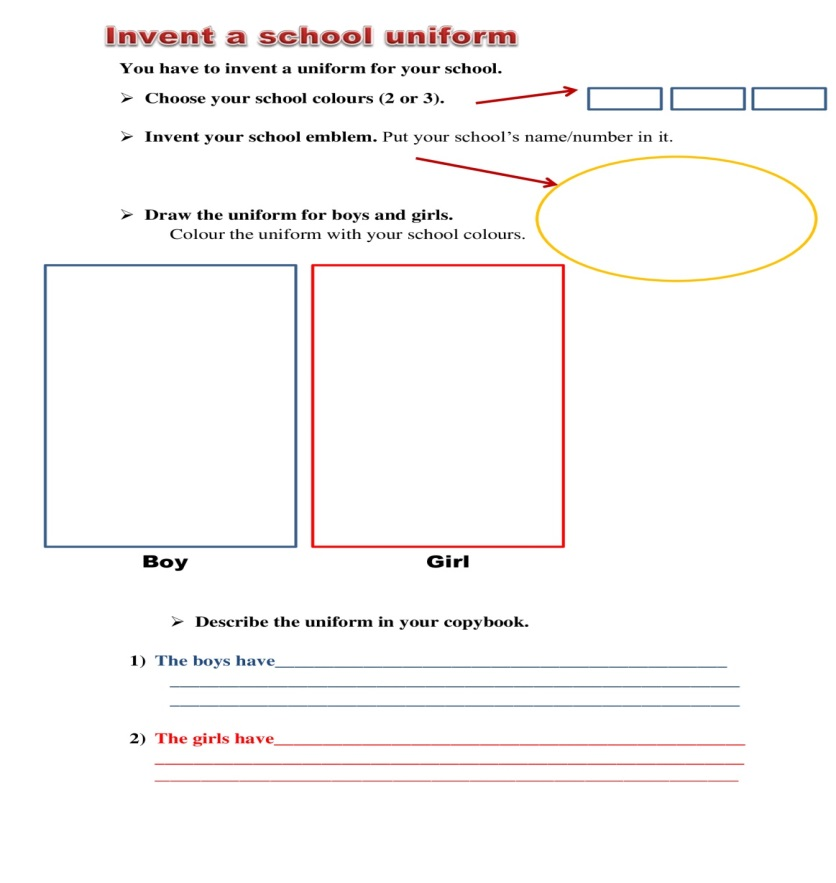 Invent a school uniform
You have to invent a uniform for your school.
➢ Choose your school colours (2 or 3).
➢ Invent your school emblem. Put your school’s name/number in it.
➢ Draw the uniform for boys and girls.
Colour the uniform with your school colours.
Boy Girl
➢ Describe the uniform in your copybook.
1) The boys have
2) The girls have